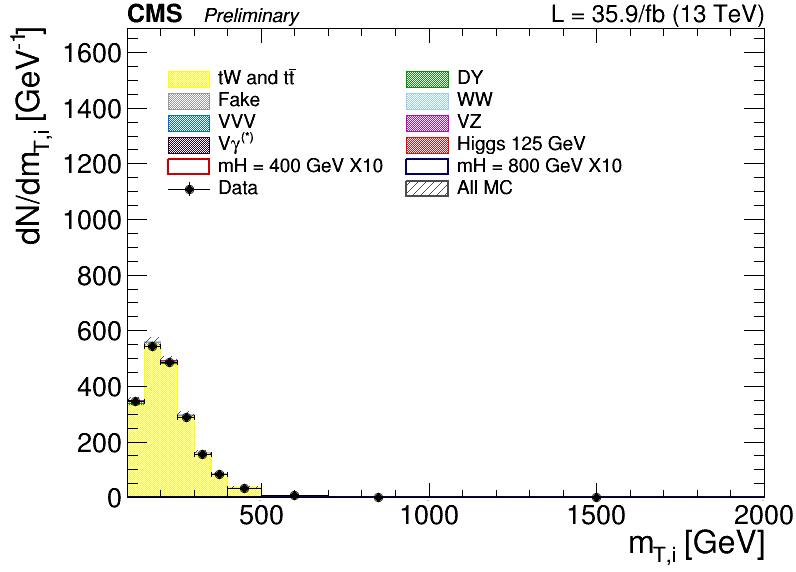 CMS Preliminary L = 35.9/fb (13 TeV)
dN/dm_{T,i} [GeV^{-1}]
1600
1400
1200
1000
800
600
400
200
0
tW and tt̄ DY
Fake WW
VVV VZ
Vγ^{(*)} Higgs 125 GeV
mH = 400 GeV X10 mH = 800 GeV X10
Data All MC
500 1000 1500 2000
m_{T,i} [GeV]